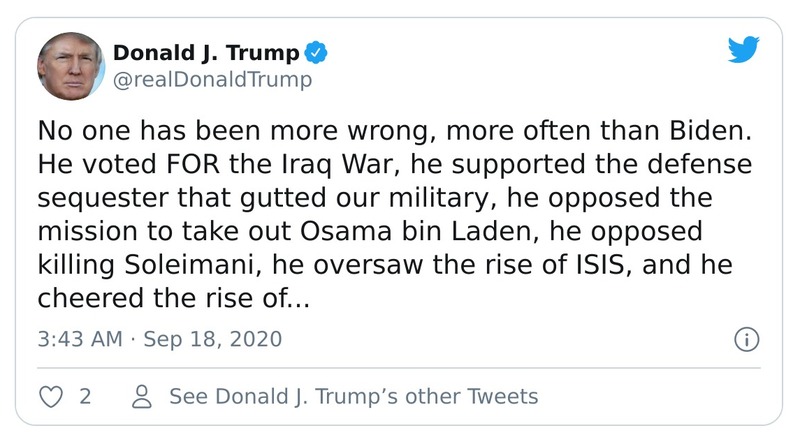 Donald J. Trump
@realDonaldTrump
No one has been more wrong, more often than Biden.
He voted FOR the Iraq War, he supported the defense
sequester that gutted our military, he opposed the
mission to take out Osama bin Laden, he opposed
killing Soleimani, he oversaw the rise of ISIS, and he
cheered the rise of...
3:43 AM · Sep 18, 2020
2 See Donald J. Trump’s other Tweets